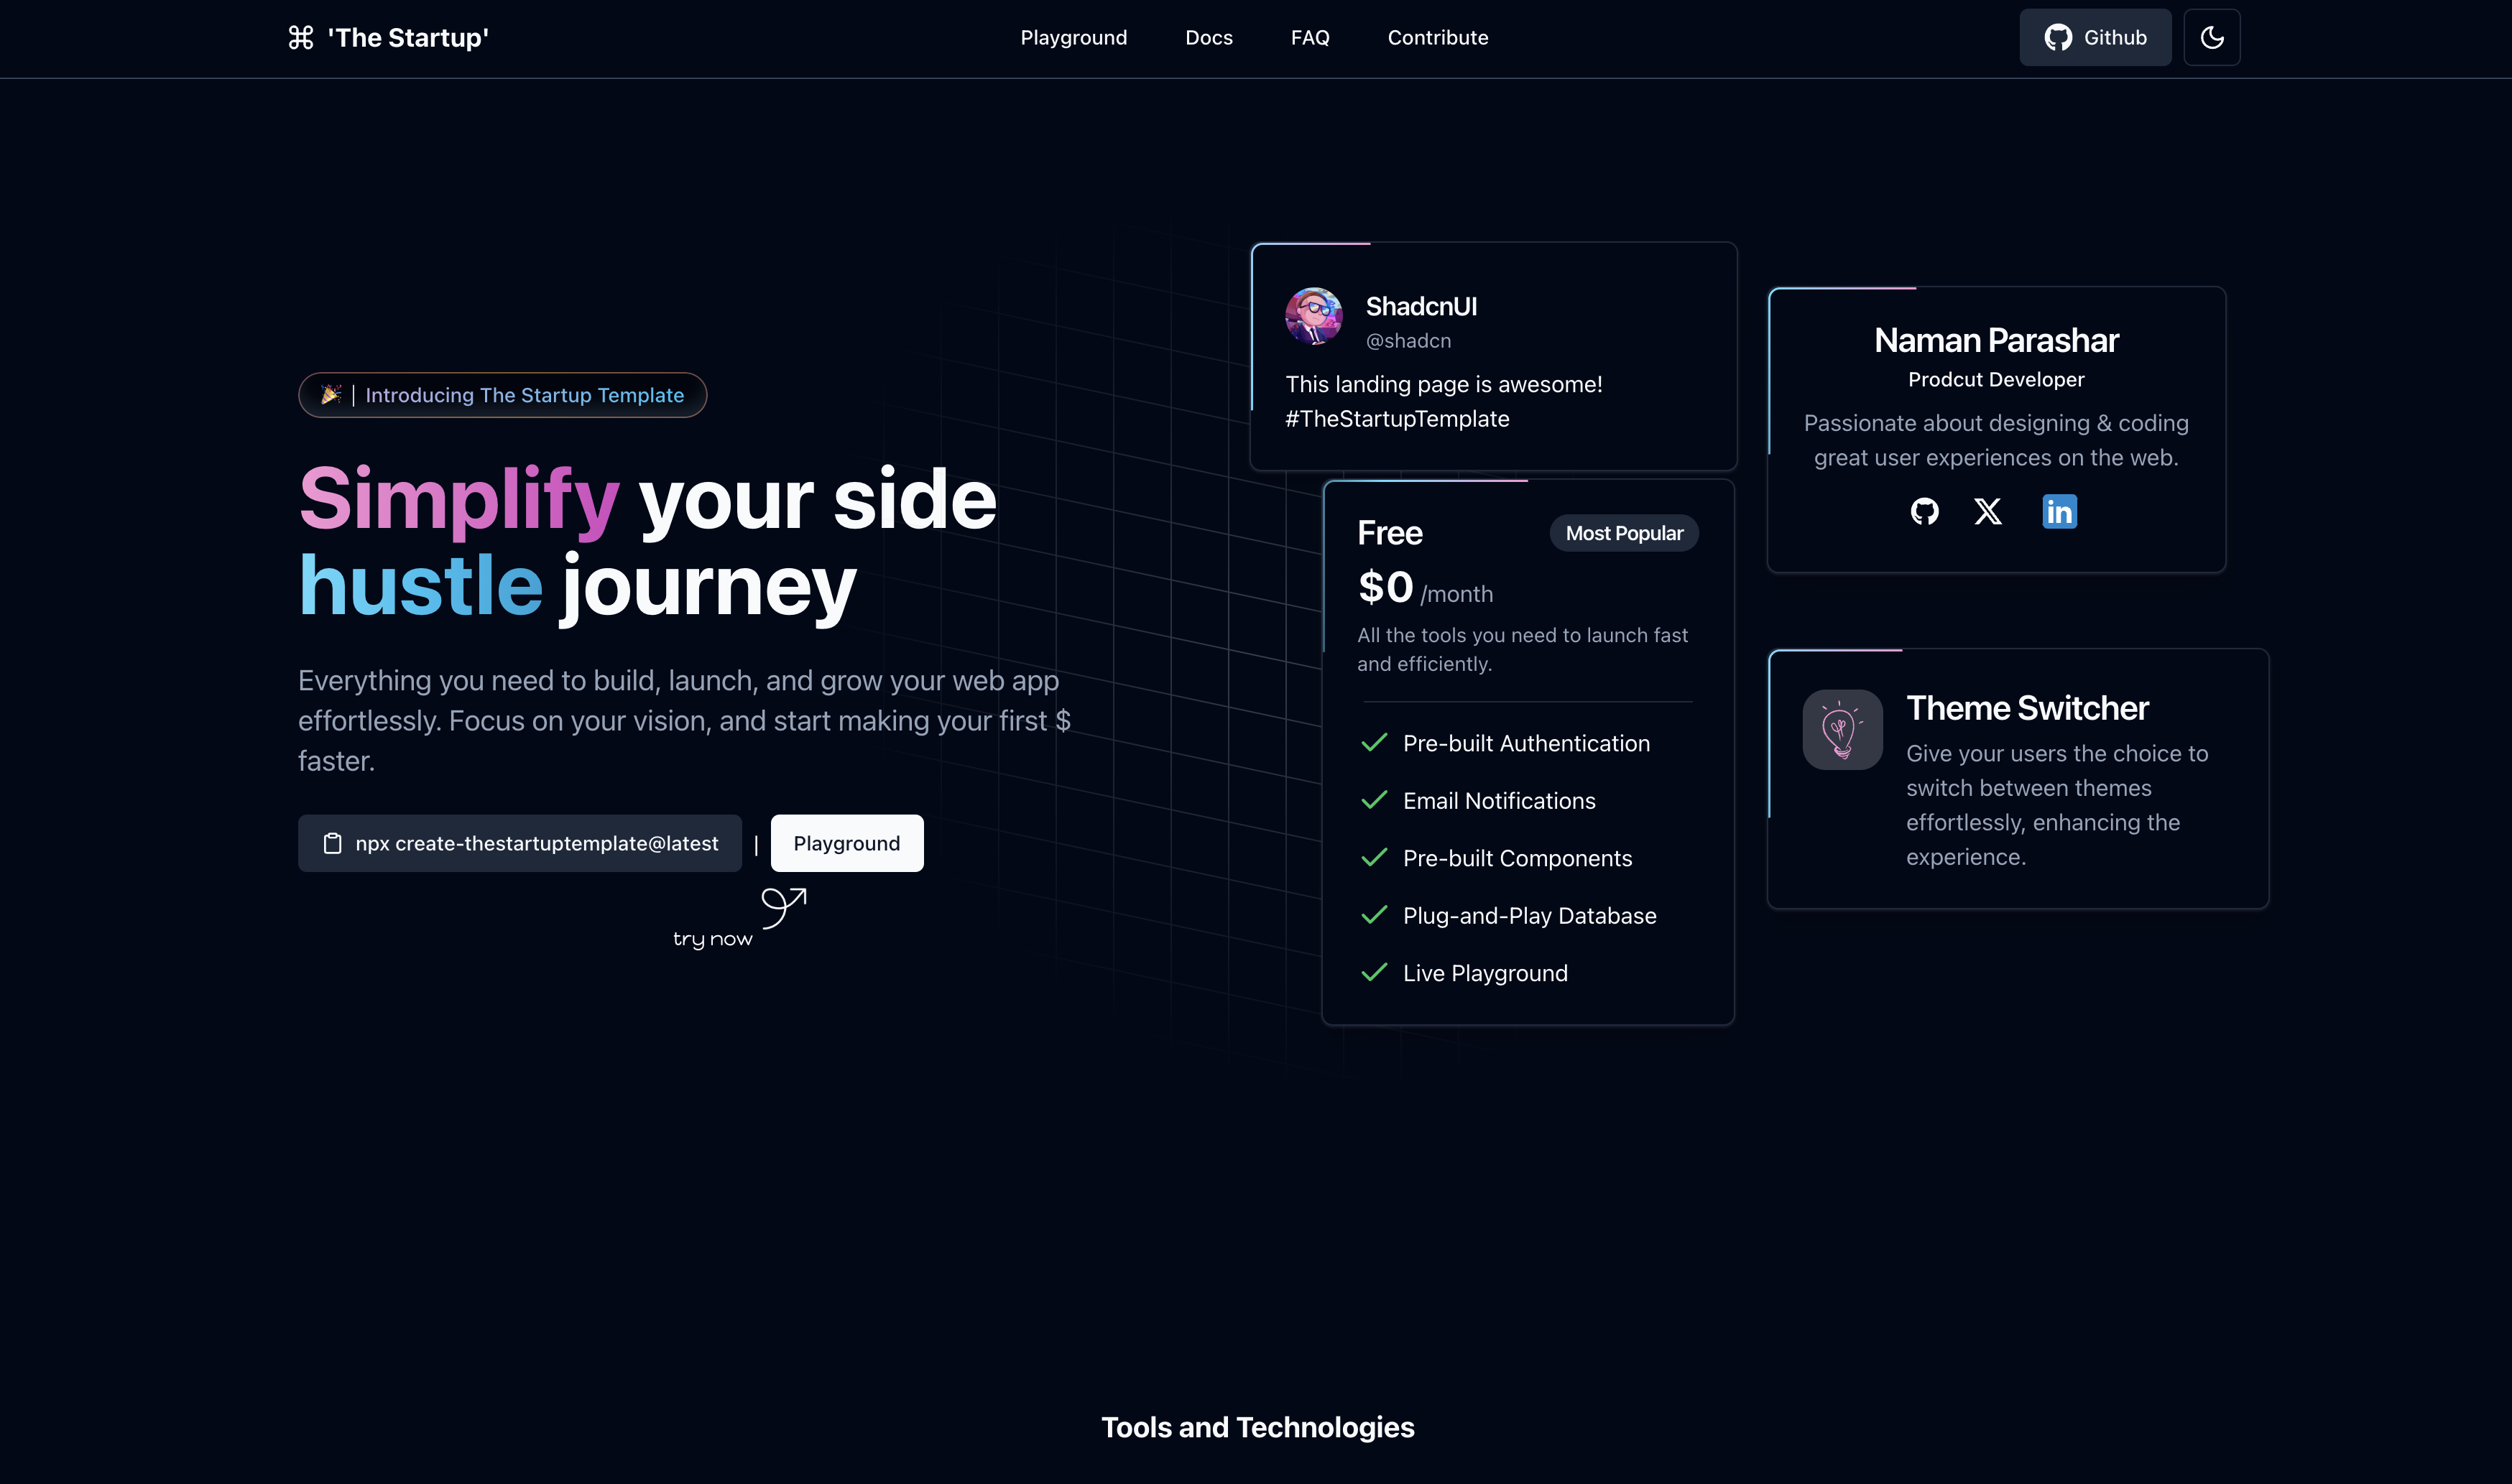 ⌘ 'The Startup'
Playground
Docs
FAQ
Contribute
Github
Introducing The Startup Template
Simplify your side
hustle journey
Everything you need to build, launch, and grow your web app
effortlessly. Focus on your vision, and start making your first $
faster.
npx create-thestartuptemplate@latest
|
Playground
try now
ShadcnUI
@shadcn
This landing page is awesome!
#TheStartupTemplate
Free
Most Popular
$0 /month
All the tools you need to launch fast
and efficiently.
Pre-built Authentication
Email Notifications
Pre-built Components
Plug-and-Play Database
Live Playground
Naman Parashar
Prodcut Developer
Passionate about designing & coding
great user experiences on the web.
in
Theme Switcher
Give your users the choice to
switch between themes
effortlessly, enhancing the
experience.
Tools and Technologies